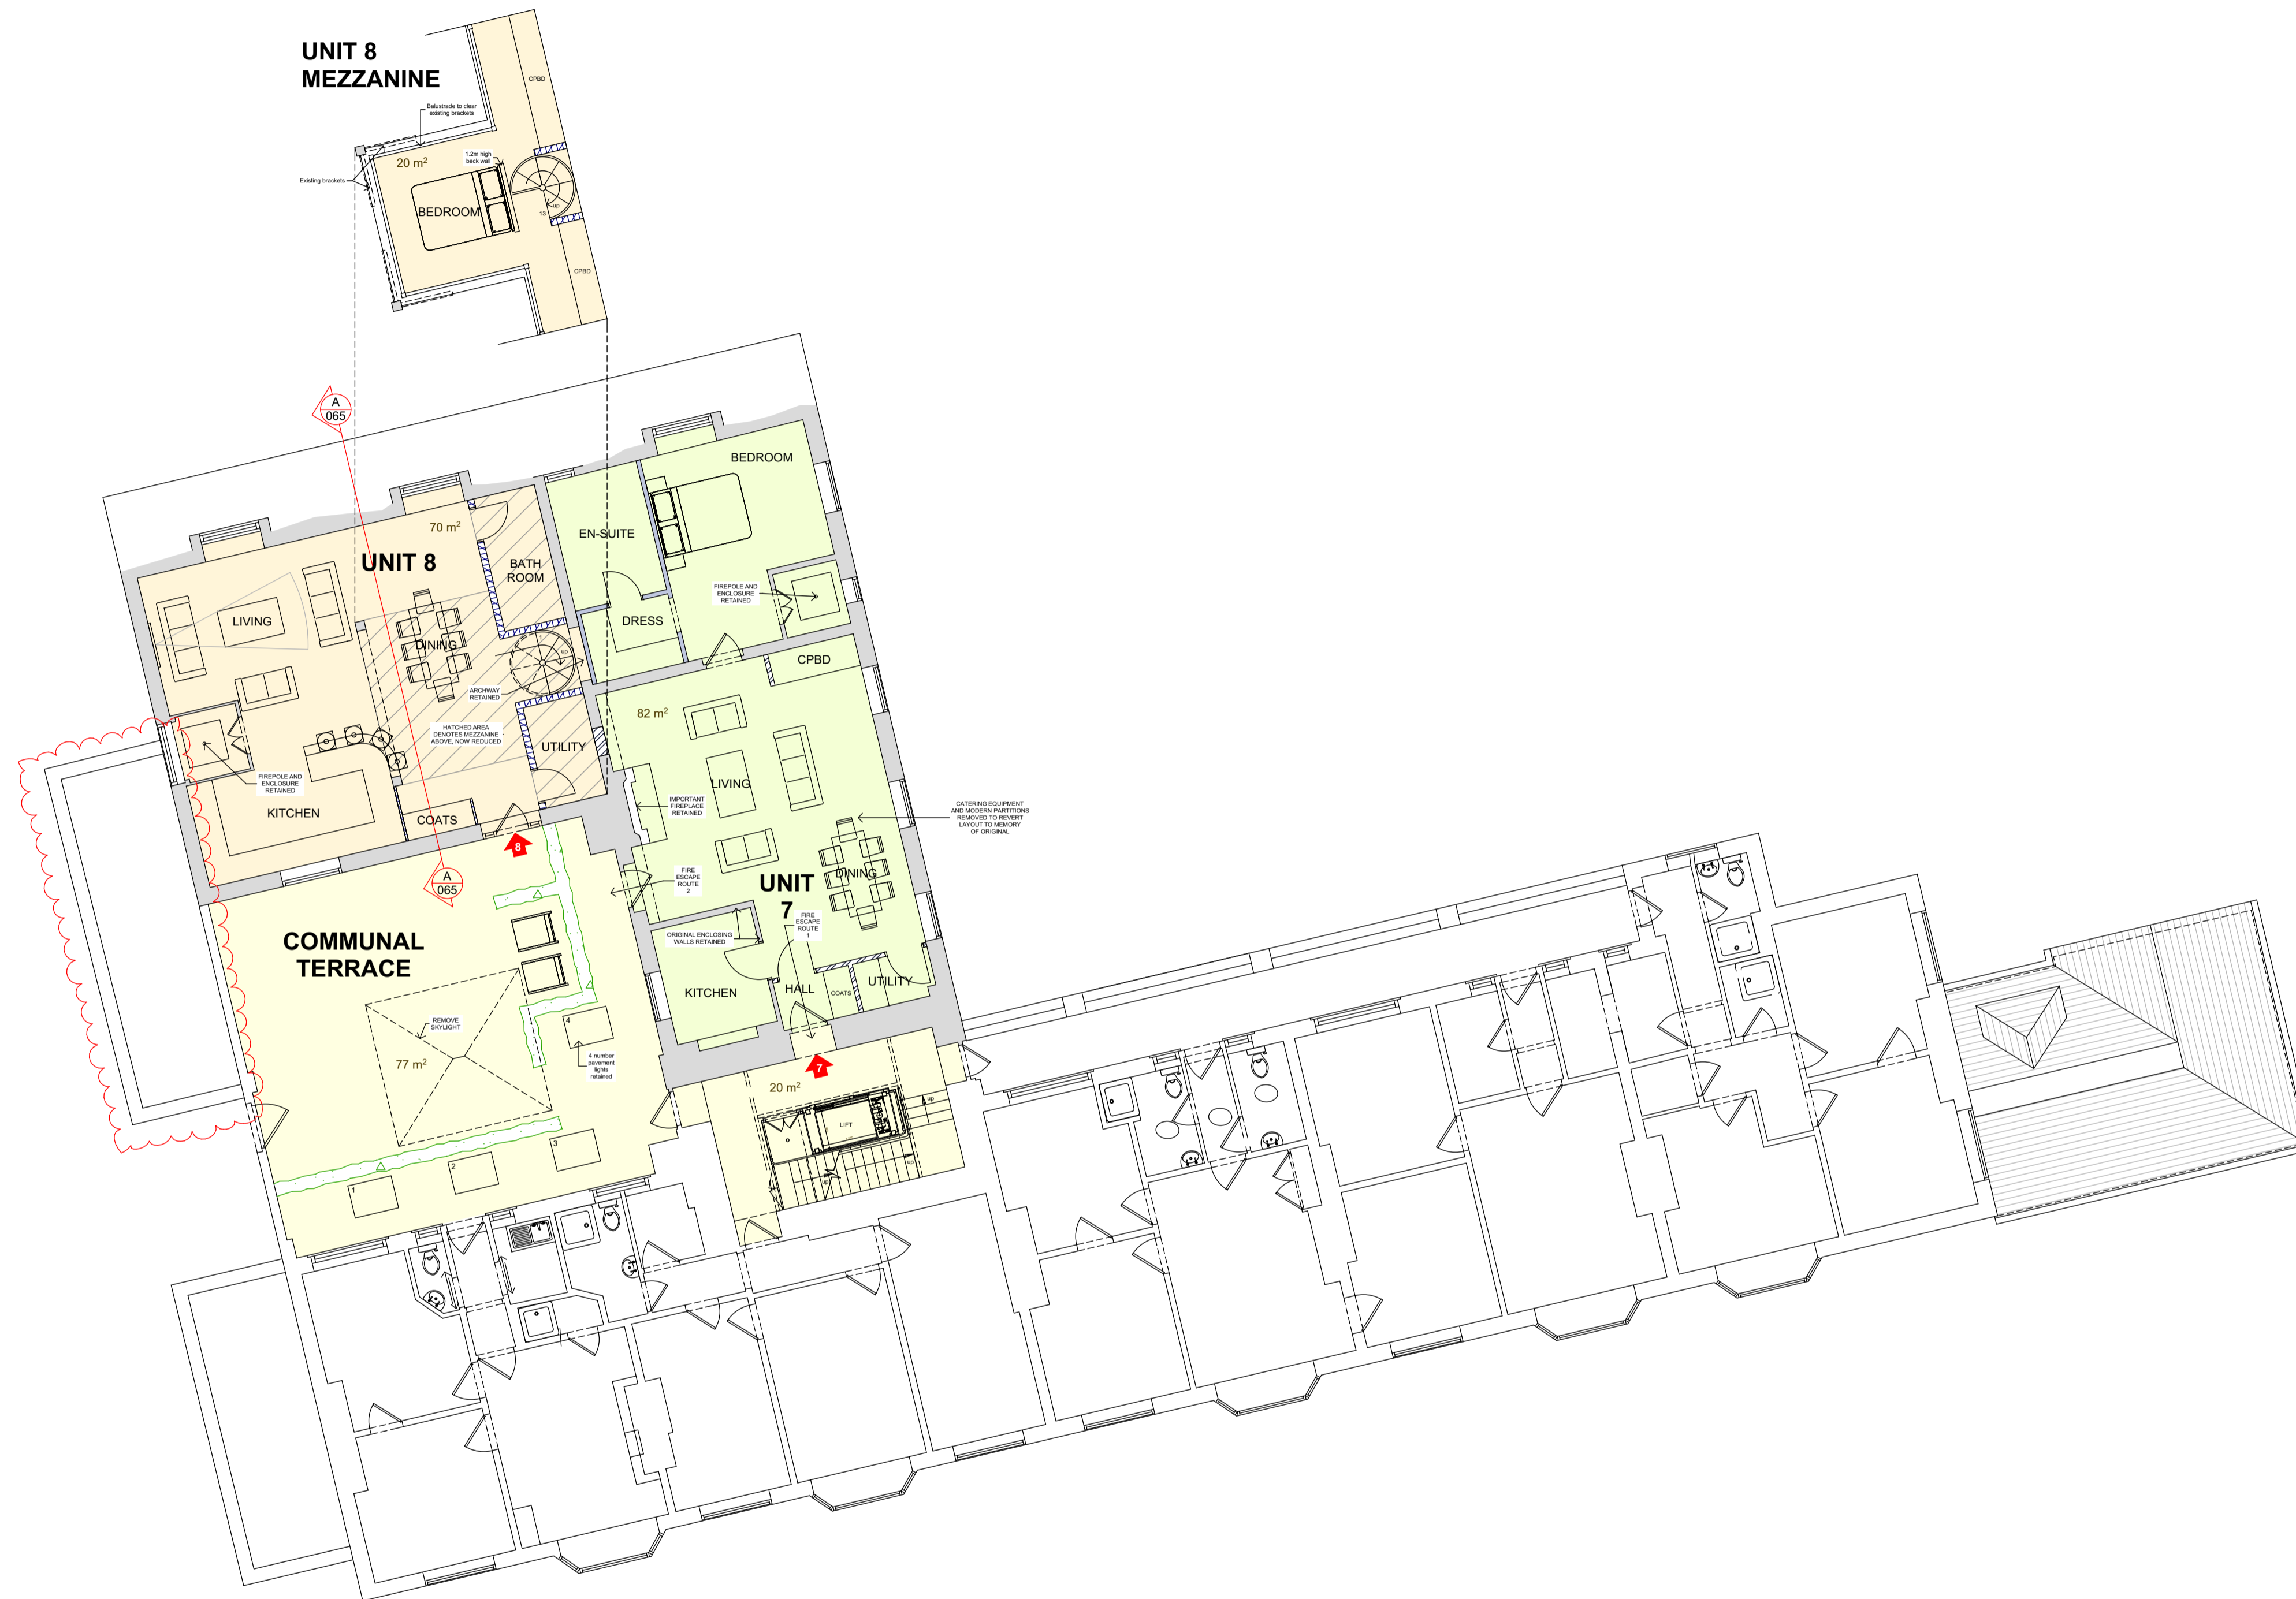 UNIT 8
MEZZANINE
CPBD
Balustrade to clear
existing brackets
20 m²
1.2m high
back wall
Existing brackets
BEDROOM
up
13
CPBD
A
065
BEDROOM
70 m²
EN-SUITE
UNIT 8
BATH
ROOM
FIREPOLE AND
ENCLOSURE
RETAINED
LIVING
DRESS
DINING
up
CPBD
ARCHWAY
RETAINED
82 m²
HATCHED AREA
DENOTES MEZZANINE
ABOVE, NOW REDUCED
UTILITY
FIREPOLE AND
ENCLOSURE
RETAINED
LIVING
IMPORTANT
FIREPLACE
RETAINED
KITCHEN
COATS
CATERING EQUIPMENT
AND MODERN PARTITIONS
REMOVED TO REVERT
LAYOUT TO MEMORY
OF ORIGINAL
8
A
065
FIRE
ESCAPE
ROUTE
2
DINING
UNIT
7
FIRE
ESCAPE
ROUTE
1
ORIGINAL ENCLOSING
WALLS RETAINED
COMMUNAL
TERRACE
KITCHEN
HALL
COATS
UTILITY
REMOVE
SKYLIGHT
4
4 number
pavement
lights
retained
77 m²
7
20 m²
up
LIFT
up
up
3
2
1